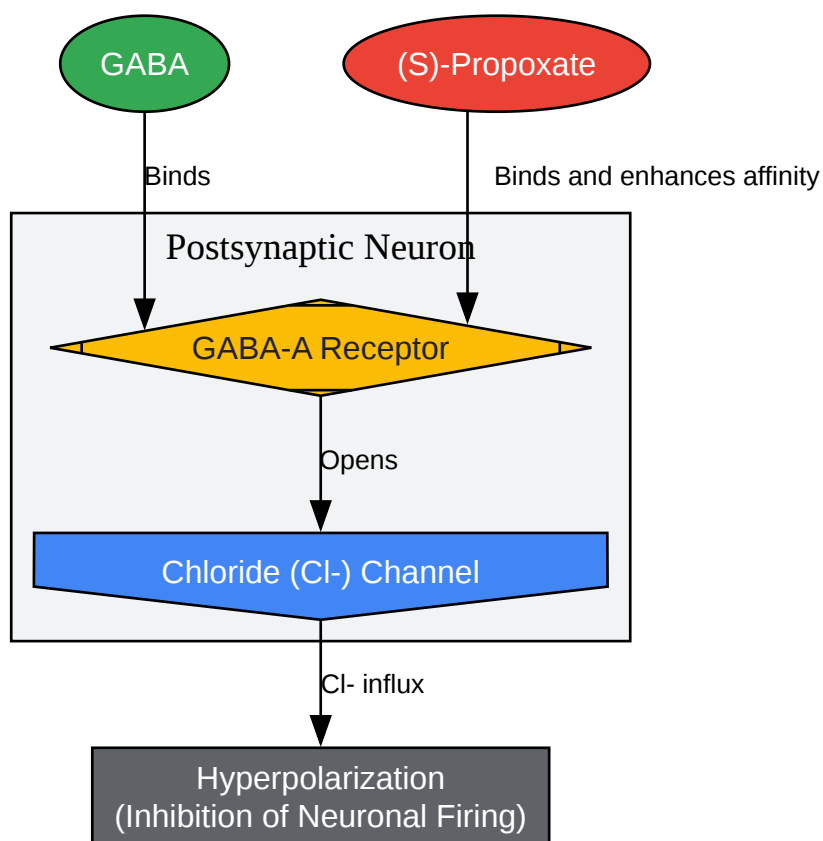 GABA
(S)-Propoxate
Binds
Binds and enhances affinity
Postsynaptic Neuron
GABA-A Receptor
Opens
Chloride (Cl-) Channel
Cl- influx
Hyperpolarization
(Inhibition of Neuronal Firing)